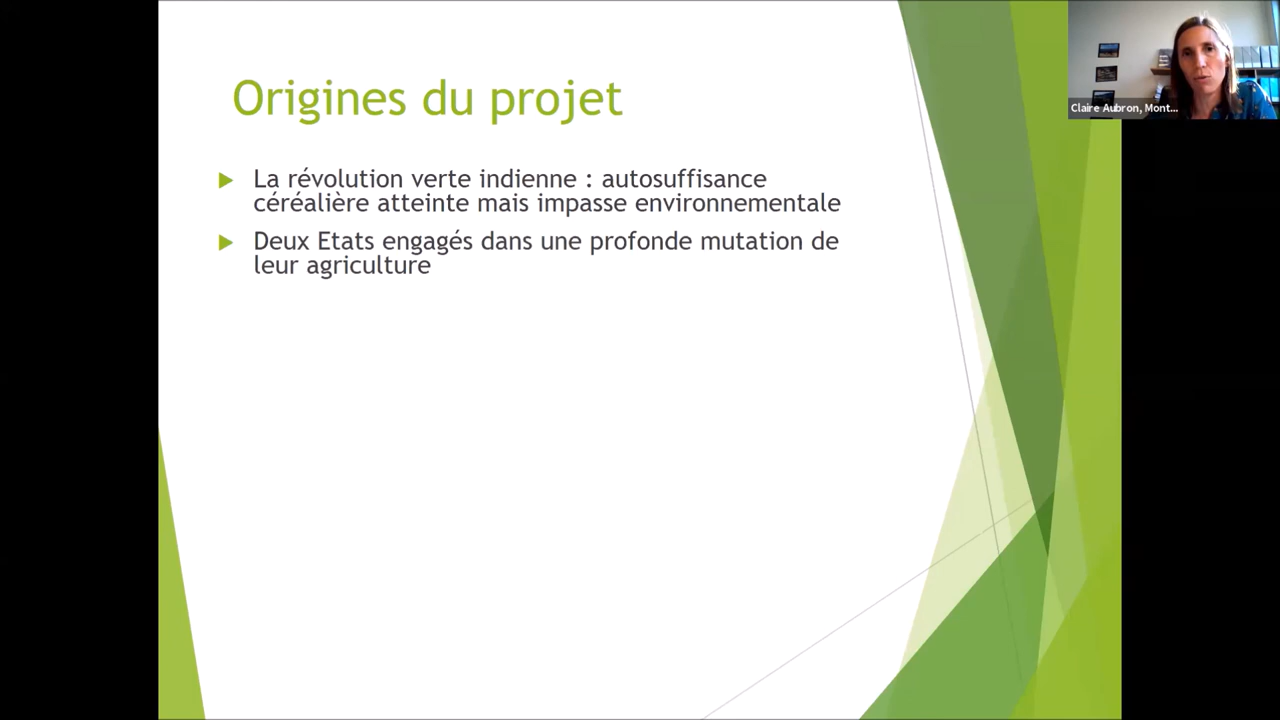 Origines du projet
La révolution verte indienne : autosuffisance
céréalière atteinte mais impasse environnementale
Deux Etats engagés dans une profonde mutation de
leur agriculture
Claire Aubron, Mont...